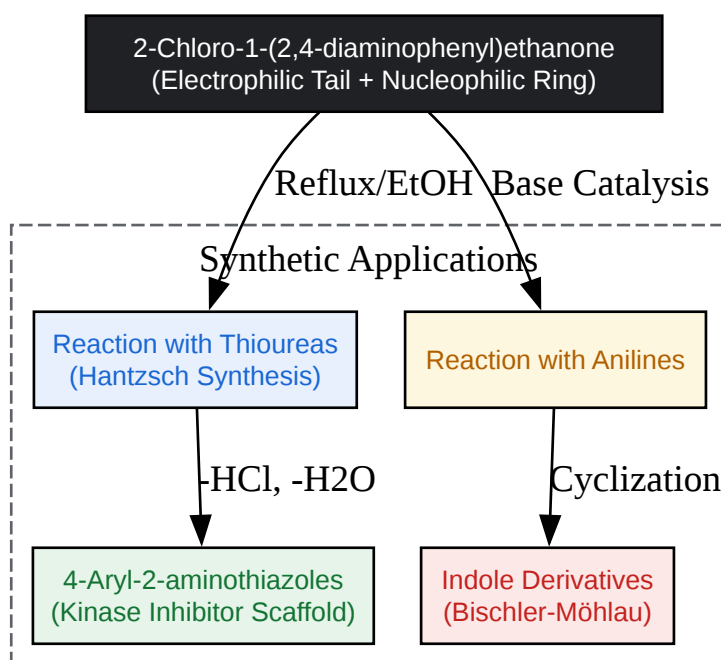 2-Chloro-1-(2,4-diaminophenyl)ethanone
(Electrophilic Tail + Nucleophilic Ring)
Reflux/EtOH
Base Catalysis
Synthetic Applications
Reaction with Thioureas
(Hantzsch Synthesis)
Reaction with Anilines
-HCl, -H2O
Cyclization
4-Aryl-2-aminothiazoles
(Kinase Inhibitor Scaffold)
Indole Derivatives
(Bischler-Möhlau)